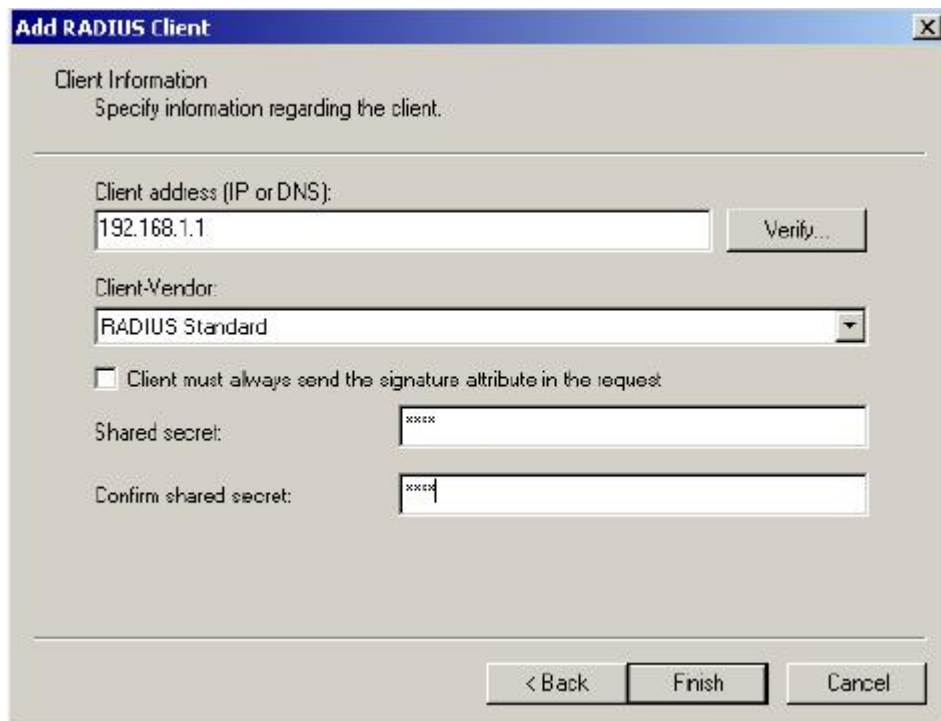 Add RADIUS Client
Client Information
Specify information regarding the client.
Client address (IP or DNS):
192.168.1.1
Verify...
Client-Vendor:
RADIUS Standard
Client must always send the signature attribute in the request
Shared secret:
xxxx
Confirm shared secret:
xxxx
< Back
Finish
Cancel